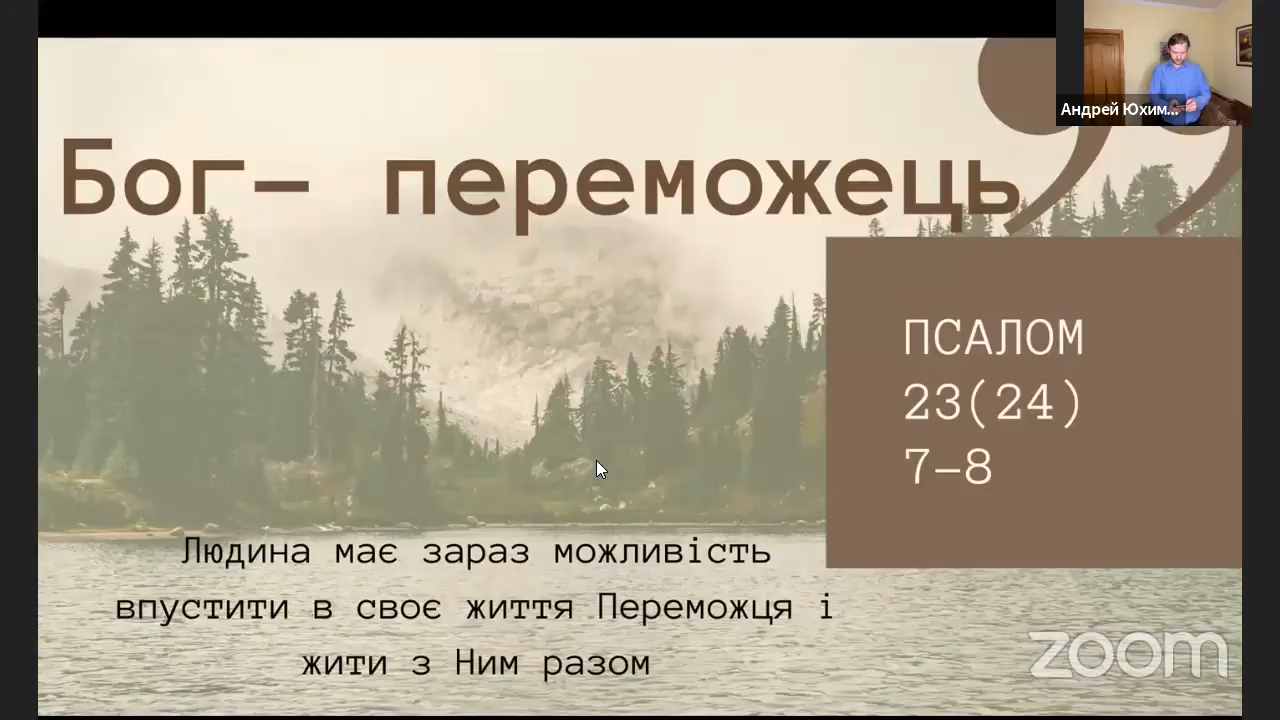 Андрей Юхим...
Бог– переможець
ПСАЛОМ
23(24)
7–8
Людина має зараз можливість
впустити в своє життя Переможця і
жити з Ним разом
zoom